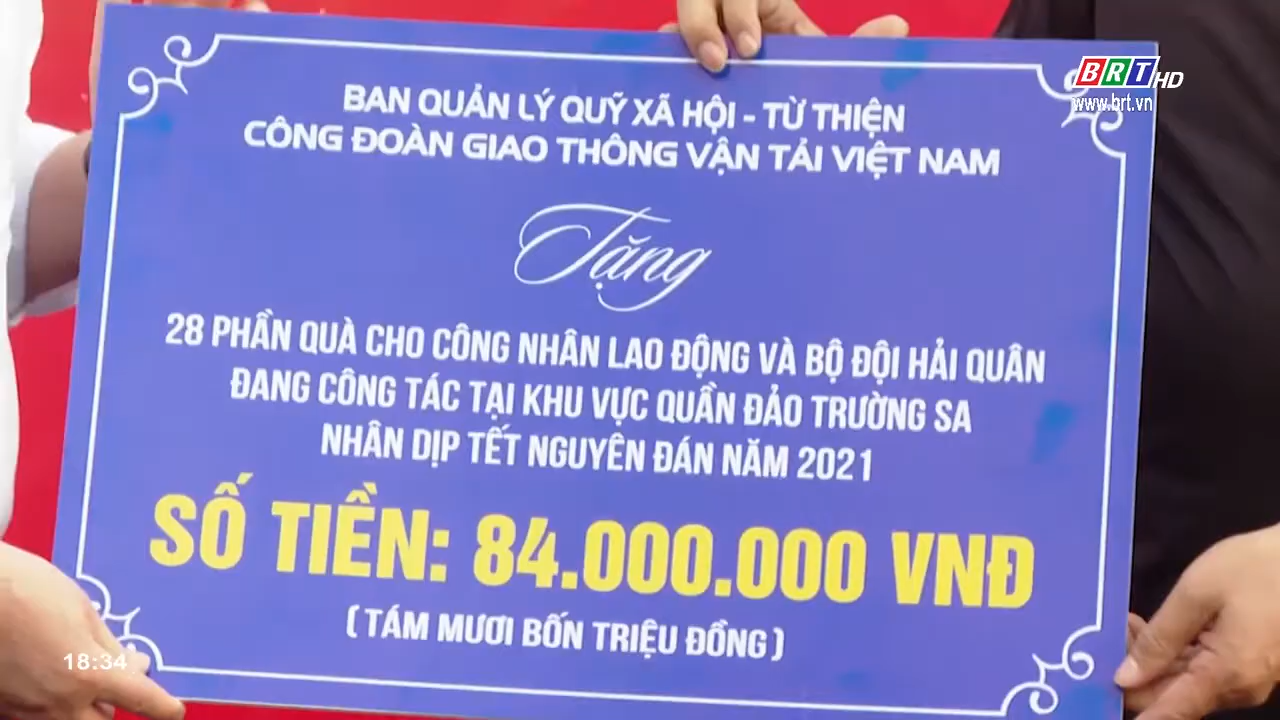 BRT HD
www.brt.vn
BAN QUẢN LÝ QUỸ XÃ HỘI - TỪ THIỆN
CÔNG ĐOÀN GIAO THÔNG VẬN TẢI VIỆT NAM
Tặng
28 PHẦN QUÀ CHO CÔNG NHÂN LAO ĐỘNG VÀ BỘ ĐỘI HẢI QUÂN
ĐANG CÔNG TÁC TẠI KHU VỰC QUẦN ĐẢO TRƯỜNG SA
NHÂN DỊP TẾT NGUYÊN ĐÁN NĂM 2021
SỐ TIỀN: 84.000.000 VNĐ
(TÁM MƯƠI BỐN TRIỆU ĐỒNG)
18:34